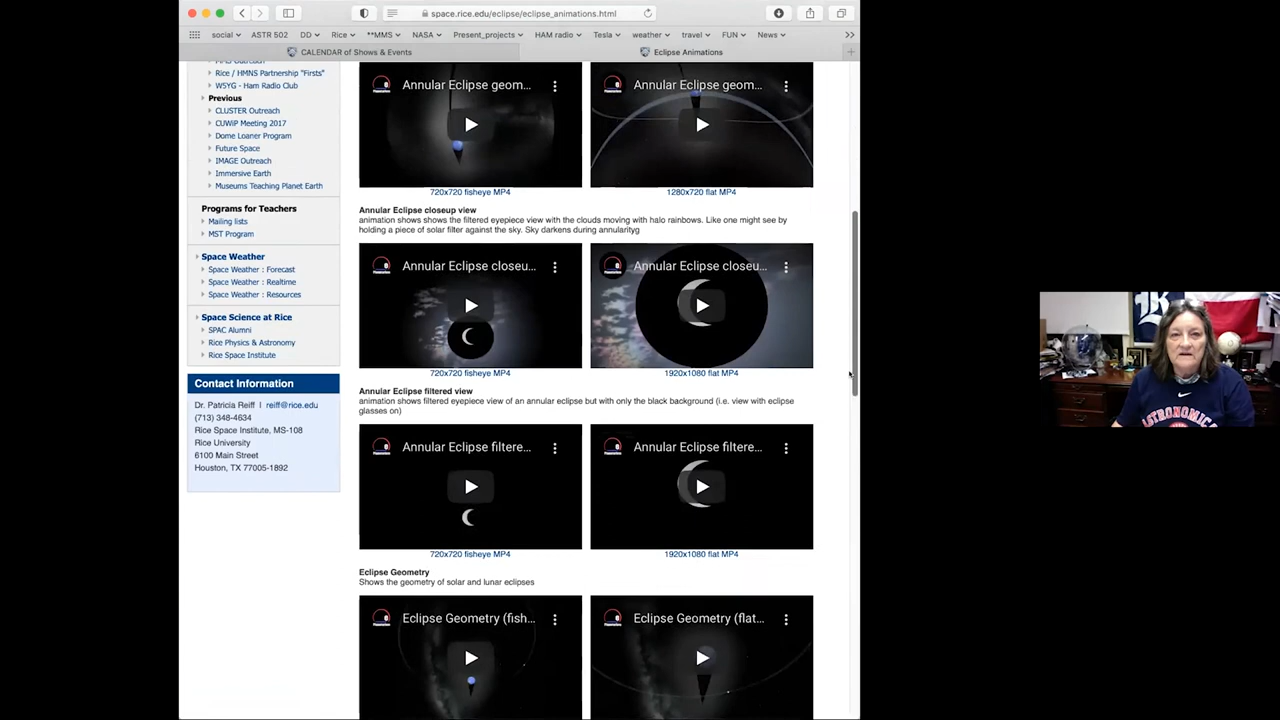 space.rice.edu/eclipse/eclipse_animations.html
social ASTR 502 DD Rice **MMS NASA Present_projects HAM radio Tesla weather travel FUN News
CALENDAR of Shows & Events
Eclipse Animations
Rice / HMNS Partnership "Firsts"
W5YG - Ham Radio Club
Previous
CLUSTER Outreach
CUWiP Meeting 2017
Dome Loaner Program
Future Space
IMAGE Outreach
Immersive Earth
Museums Teaching Planet Earth
Programs for Teachers
Mailing lists
MST Program
Space Weather
Space Weather : Forecast
Space Weather : Realtime
Space Weather : Resources
Space Science at Rice
SPAC Alumni
Rice Physics & Astronomy
Rice Space Institute
Contact Information
Dr. Patricia Reiff | reiff@rice.edu
(713) 348-4634
Rice Space Institute, MS-108
Rice University
6100 Main Street
Houston, TX 77005-1892
Annular Eclipse geom...
Annular Eclipse geom...
720x720 fisheye MP4
1280x720 flat MP4
Annular Eclipse closeup view
animation shows shows the filtered eyepiece view with the clouds moving with halo rainbows. Like one might see by
holding a piece of solar filter against the sky. Sky darkens during annularityg
Annular Eclipse closeu...
Annular Eclipse closeu...
720x720 fisheye MP4
1920x1080 flat MP4
Annular Eclipse filtered view
animation shows filtered eyepiece view of an annular eclipse but with only the black background (i.e. view with eclipse
glasses on)
Annular Eclipse filtere...
Annular Eclipse filtere...
720x720 fisheye MP4
1920x1080 flat MP4
Eclipse Geometry
Shows the geometry of solar and lunar eclipses
Eclipse Geometry (fish...
Eclipse Geometry (flat...